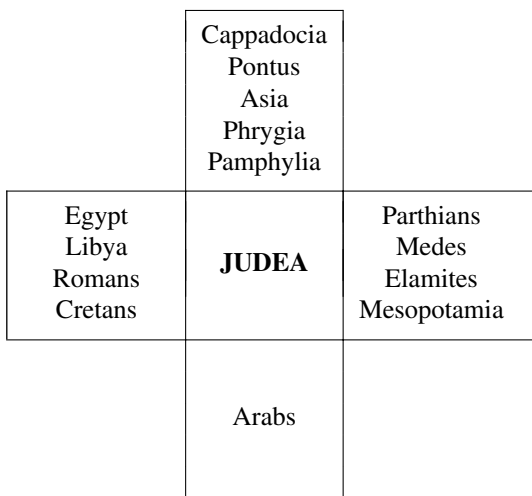 Cappadocia
Pontus
Asia
Phrygia
Pamphylia
Egypt
Libya
Romans
Cretans
JUDEA
Parthians
Medes
Elamites
Mesopotamia
Arabs